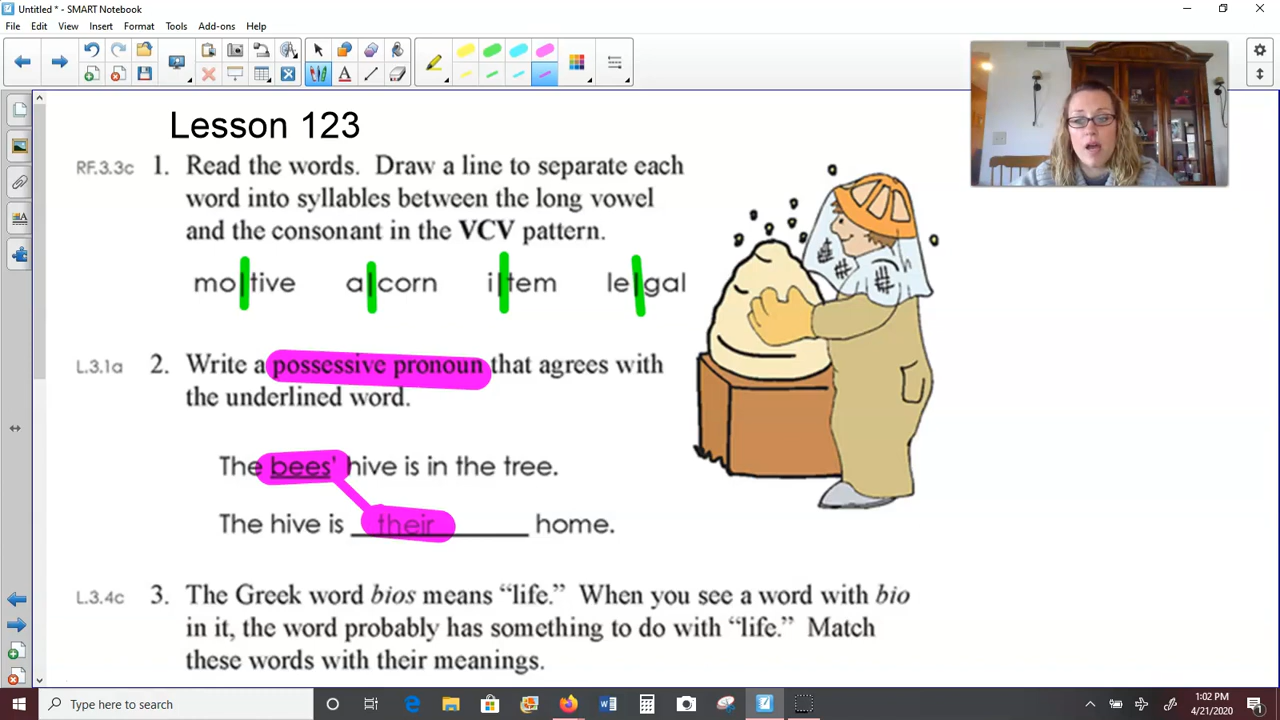 Untitled * - SMART Notebook
File Edit View Insert Format Tools Add-ons Help
Lesson 123
RF.3.3c 1. Read the words. Draw a line to separate each
word into syllables between the long vowel
and the consonant in the VCV pattern.
mo|tive a|corn i|tem le|gal
L.3.1a 2. Write a possessive pronoun that agrees with
the underlined word.
The bees' hive is in the tree.
The hive is their home.
L.3.4c 3. The Greek word bios means “life.” When you see a word with bio
in it, the word probably has something to do with “life.” Match
these words with their meanings.
Type here to search
1:02 PM
4/21/2020